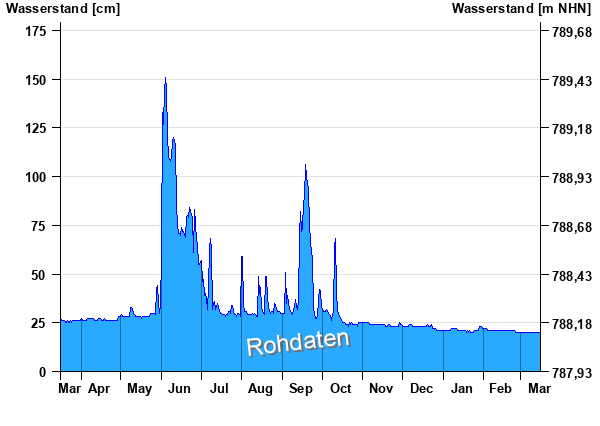 Wasserstand [cm] Wasserstand [m NHN]
175 789,68
150 789,43
125 789,18
100 788,93
75 788,68
50 788,43
25 788,18
0 787,93
Rohdaten
Mar Apr May Jun Jul Aug Sep Oct Nov Dec Jan Feb Mar